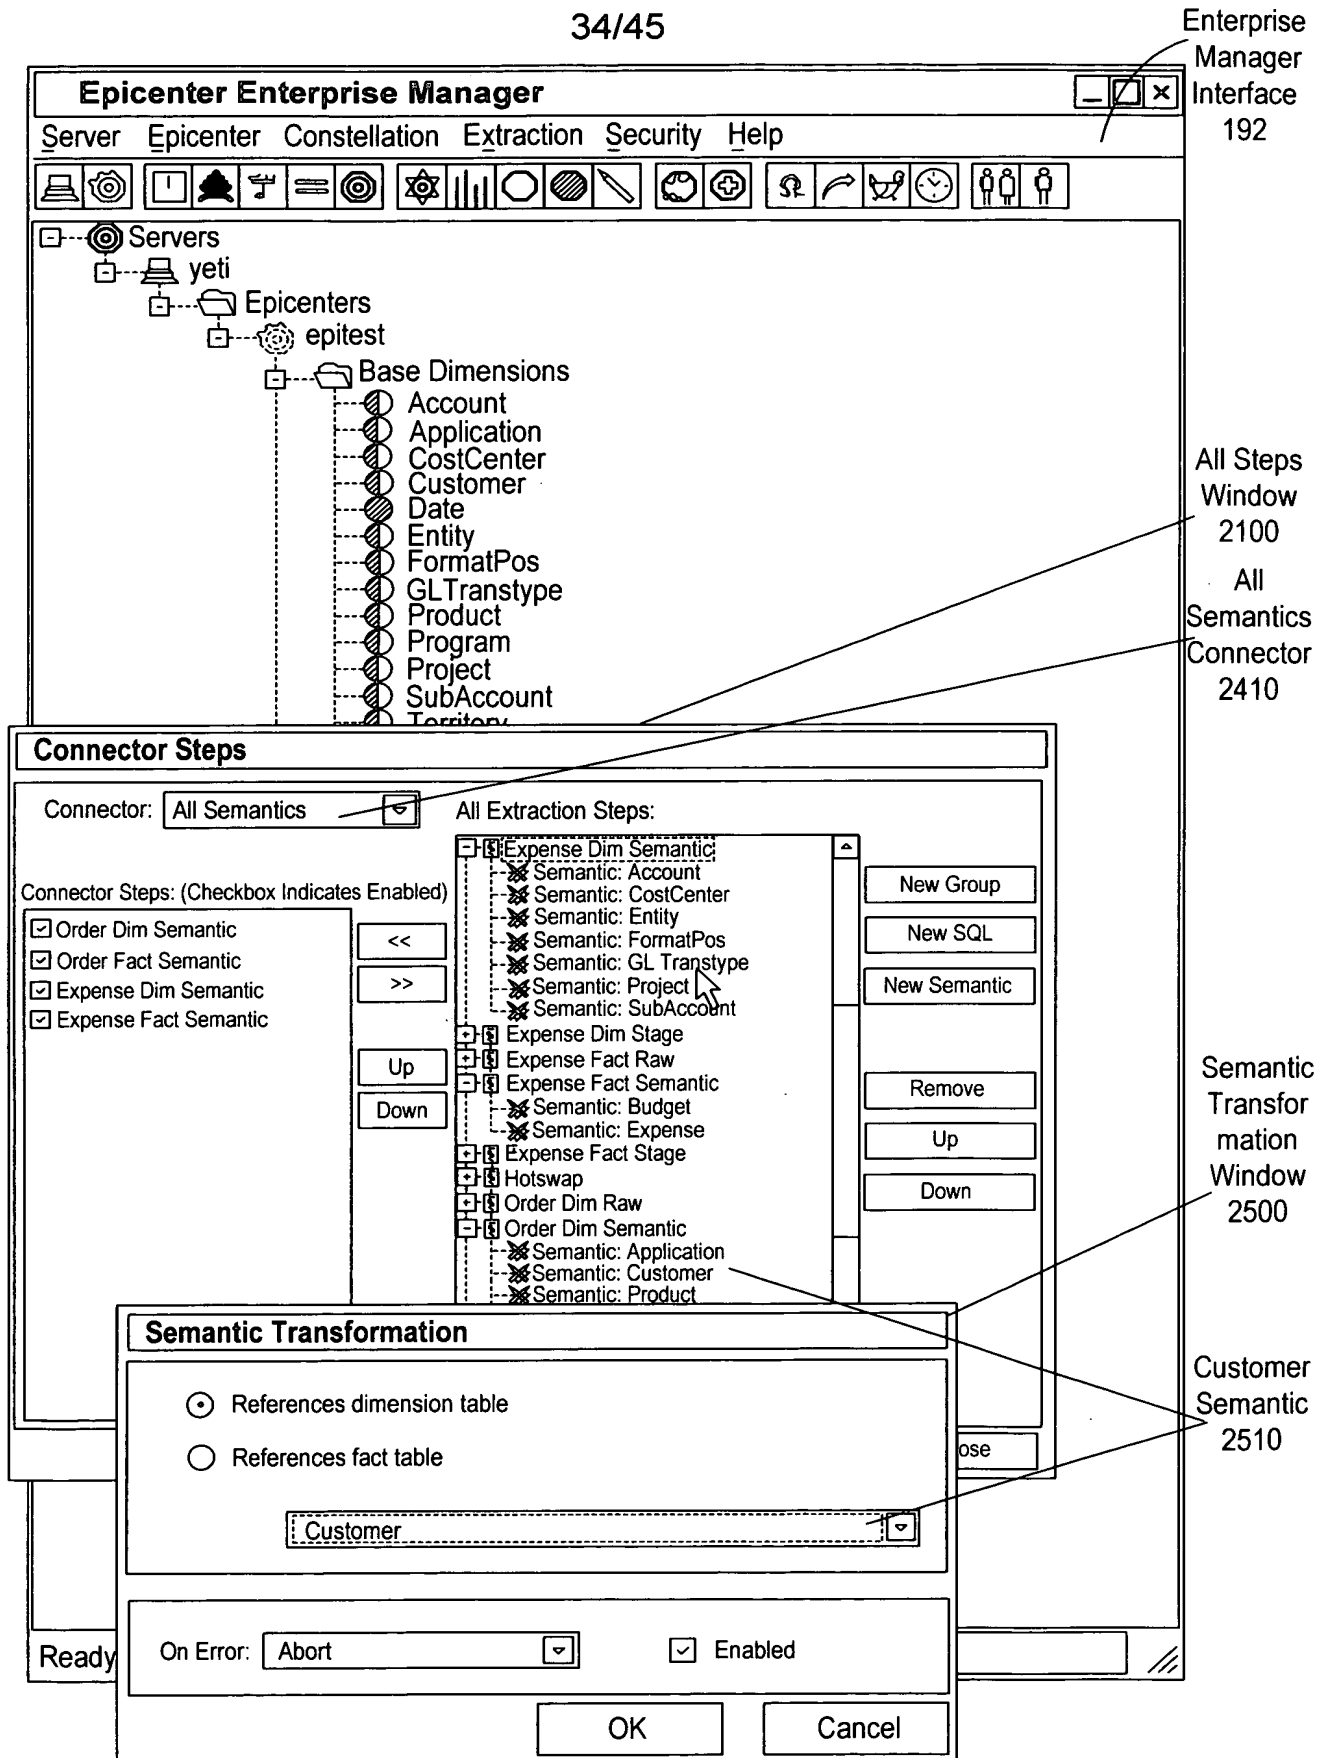 34/45
Enterprise
Manager
Interface
192
Epicenter Enterprise Manager
Server Epicenter Constellation Extraction Security Help
Servers
yeti
Epicenters
epitest
Base Dimensions
Account
Application
CostCenter
Customer
Date
Entity
FormatPos
GLTranstype
Product
Program
Project
SubAccount
Territory
All Steps
Window
2100
All
Semantics
Connector
2410
Connector Steps
Connector: All Semantics
All Extraction Steps:
Connector Steps: (Checkbox Indicates Enabled)
Order Dim Semantic
Order Fact Semantic
Expense Dim Semantic
Expense Fact Semantic
<<
>>
Up
Down
Expense Dim Semantic
Semantic: Account
Semantic: CostCenter
Semantic: Entity
Semantic: FormatPos
Semantic: GL Transtype
Semantic: Project
Semantic: SubAccount
Expense Dim Stage
Expense Fact Raw
Expense Fact Semantic
Semantic: Budget
Semantic: Expense
Expense Fact Stage
Hotswap
Order Dim Raw
Order Dim Semantic
Semantic: Application
Semantic: Customer
Semantic: Product
New Group
New SQL
New Semantic
Remove
Up
Down
ose
Semantic
Transfor
mation
Window
2500
Customer
Semantic
2510
Semantic Transformation
References dimension table
References fact table
Customer
On Error: Abort
Enabled
OK
Cancel
Ready